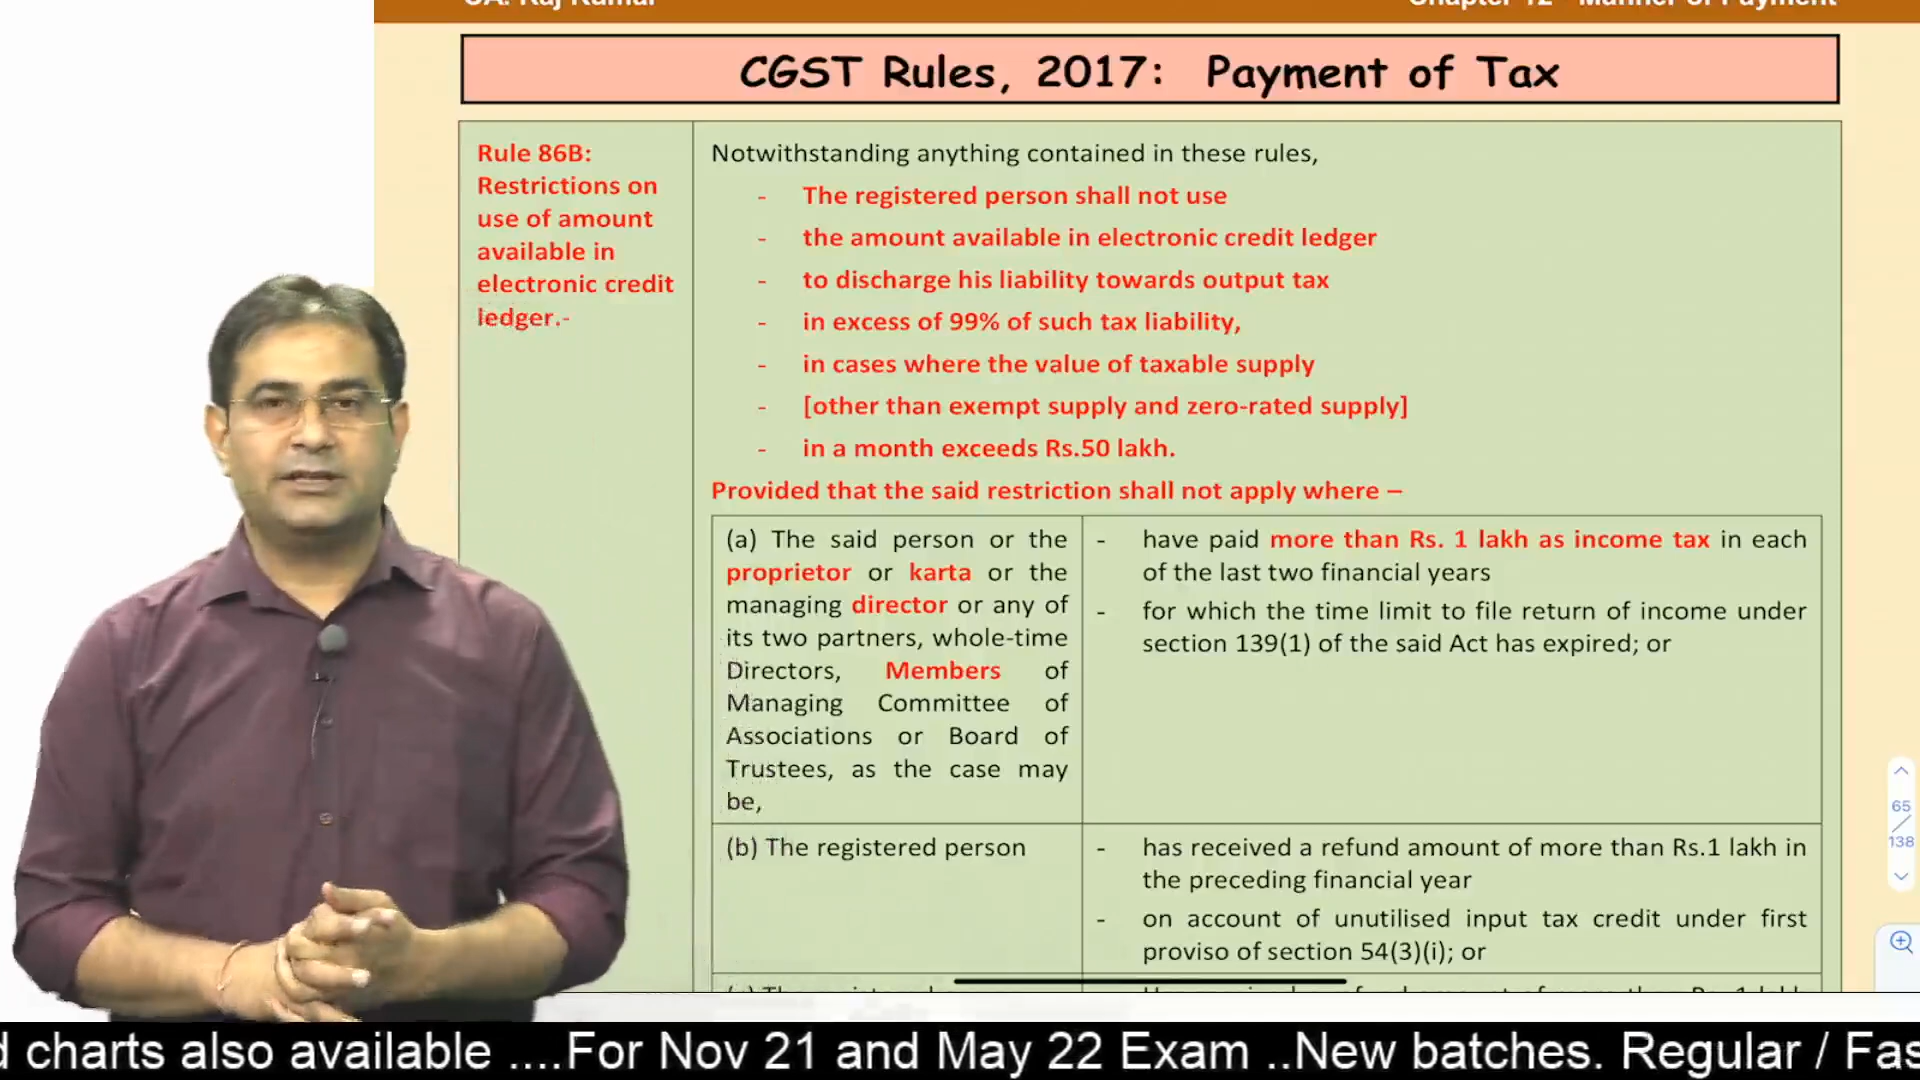 CA. Raj Kumar
Chapter 12 - Manner of Payment
CGST Rules, 2017: Payment of Tax
Rule 86B:
Restrictions on
use of amount
available in
electronic credit
ledger.-
Notwithstanding anything contained in these rules,
- The registered person shall not use
- the amount available in electronic credit ledger
- to discharge his liability towards output tax
- in excess of 99% of such tax liability,
- in cases where the value of taxable supply
- [other than exempt supply and zero-rated supply]
- in a month exceeds Rs.50 lakh.
Provided that the said restriction shall not apply where –
(a) The said person or the
proprietor or karta or the
managing director or any of
its two partners, whole-time
Directors, Members of
Managing Committee of
Associations or Board of
Trustees, as the case may
be,
- have paid more than Rs. 1 lakh as income tax in each
of the last two financial years
- for which the time limit to file return of income under
section 139(1) of the said Act has expired; or
(b) The registered person
- has received a refund amount of more than Rs.1 lakh in
the preceding financial year
- on account of unutilised input tax credit under first
proviso of section 54(3)(i); or
65
138
d charts also available ....For Nov 21 and May 22 Exam ..New batches. Regular / Fas